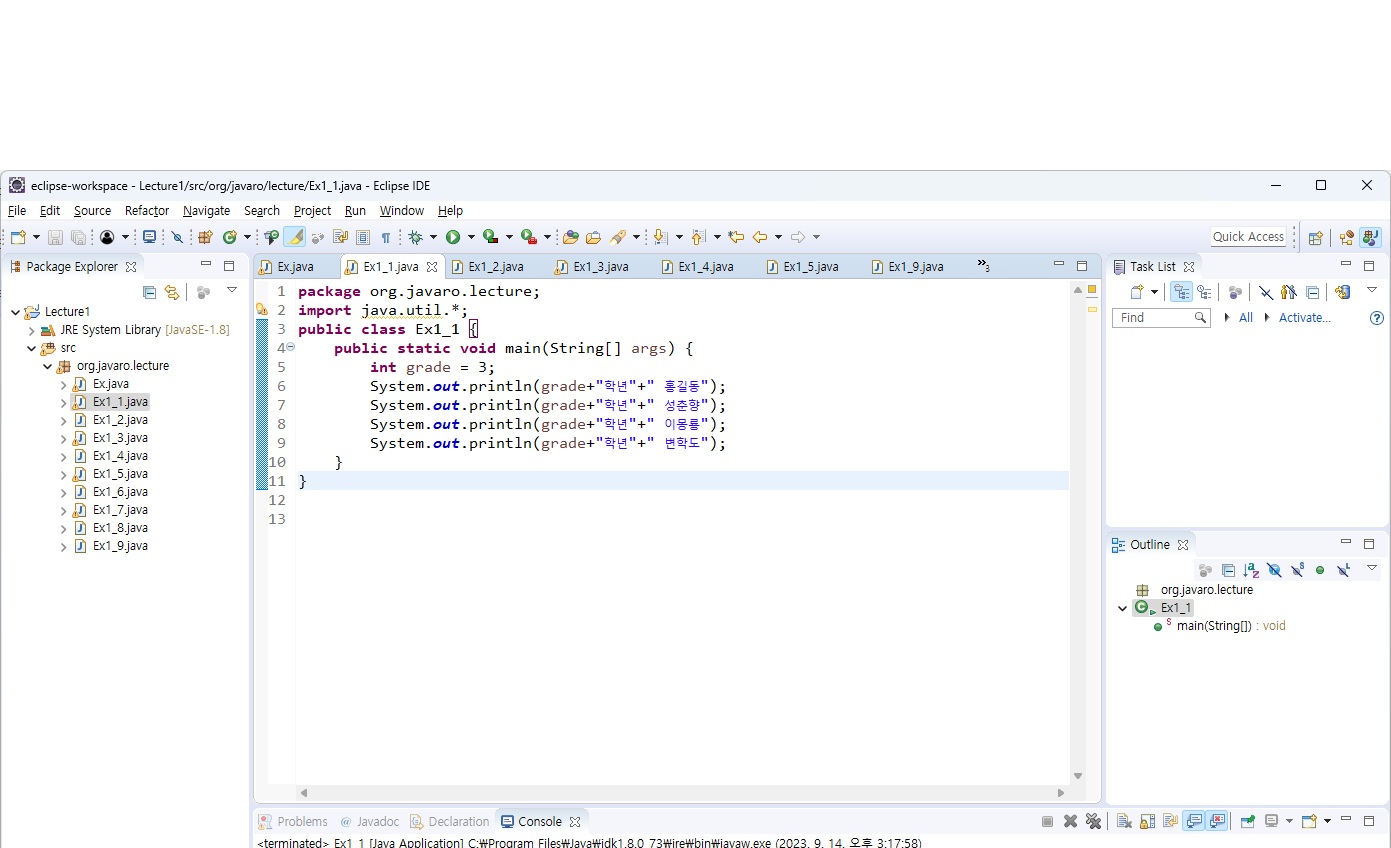 eclipse-workspace - Lecture1/src/org/javaro/lecture/Ex1_1.java - Eclipse IDE
File Edit Source Refactor Navigate Search Project Run Window Help
Quick Access
Package Explorer
Lecture1
JRE System Library [JavaSE-1.8]
src
org.javaro.lecture
Ex.java
Ex1_1.java
Ex1_2.java
Ex1_3.java
Ex1_4.java
Ex1_5.java
Ex1_6.java
Ex1_7.java
Ex1_8.java
Ex1_9.java
Ex.java Ex1_1.java Ex1_2.java Ex1_3.java Ex1_4.java Ex1_5.java Ex1_9.java »3
1 package org.javaro.lecture;
2 import java.util.*;
3 public class Ex1_1 {
4 public static void main(String[] args) {
5 int grade = 3;
6 System.out.println(grade+"학년"+" 홍길동");
7 System.out.println(grade+"학년"+" 성춘향");
8 System.out.println(grade+"학년"+" 이몽룡");
9 System.out.println(grade+"학년"+" 변학도");
10 }
11 }
12
13
Task List
Find All Activate...
Outline
org.javaro.lecture
Ex1_1
main(String[]) : void
Problems @ Javadoc Declaration Console
<terminated> Ex1_1 [Java Application] C:₩Program Files₩Java₩jdk1.8.0_73₩jre₩bin₩javaw.exe (2023. 9. 14. 오후 3:17:58)